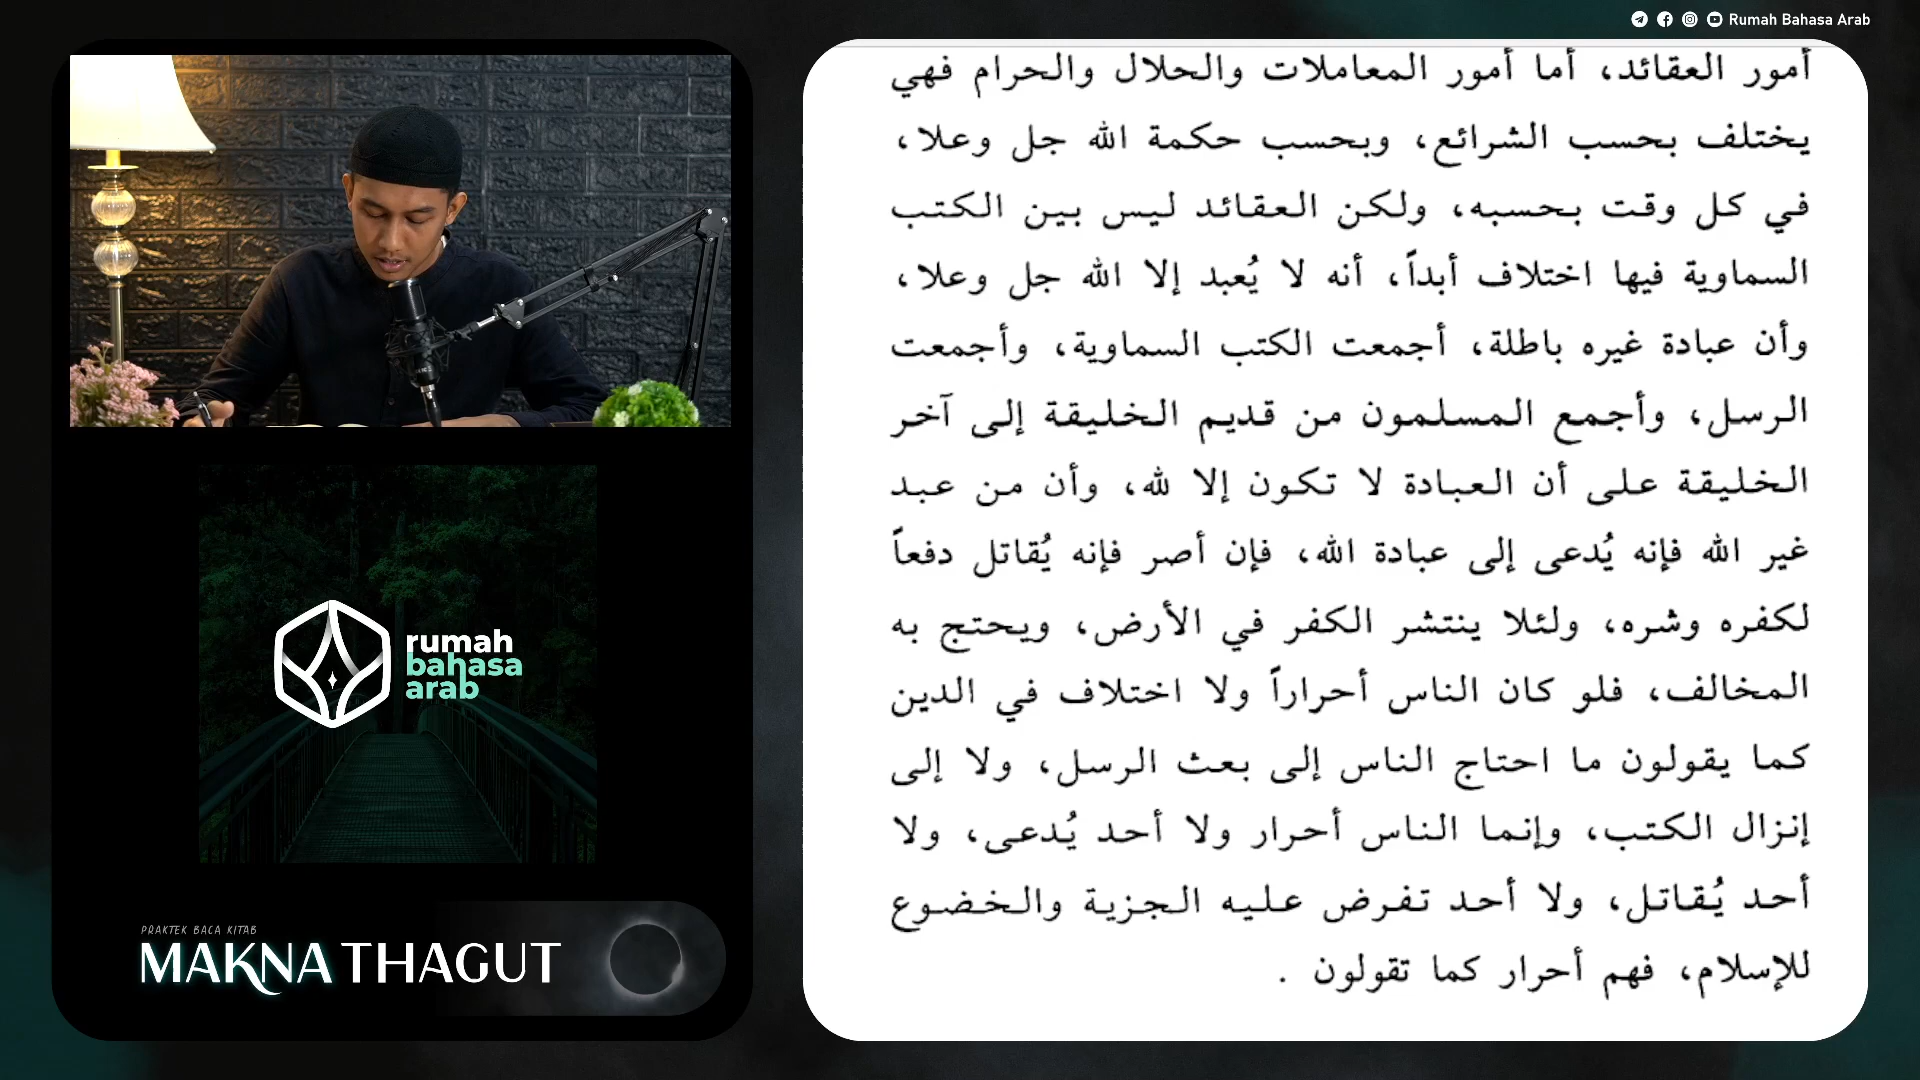 Rumah Bahasa Arab
أمور العقائد، أما أمور المعاملات والحلال والحرام فهي
يختلف بحسب الشرائع، وبحسب حكمة الله جل وعلا،
في كل وقت بحسبه، ولكن العقائد ليس بين الكتب
السماوية فيها اختلاف أبداً، أنه لا يُعبد إلا الله جل وعلا،
وأن عبادة غيره باطلة، أجمعت الكتب السماوية، وأجمعت
الرسل، وأجمع المسلمون من قديم الخليقة إلى آخر
الخليقة على أن العبادة لا تكون إلا لله، وأن من عبد
غير الله فإنه يُدعى إلى عبادة الله، فإن أصر فإنه يُقاتل دفعاً
لكفره وشره، ولئلا ينتشر الكفر في الأرض، ويحتج به
المخالف، فلو كان الناس أحراراً ولا اختلاف في الدين
كما يقولون ما احتاج الناس إلى بعث الرسل، ولا إلى
إنزال الكتب، وإنما الناس أحرار ولا أحد يُدعى، ولا
أحد يُقاتل، ولا أحد تفرض عليه الجزية والخضوع
للإسلام، فهم أحرار كما تقولون .
rumah
bahasa
arab
PRAKTEK BACA KITAB
MAKNA THAGUT